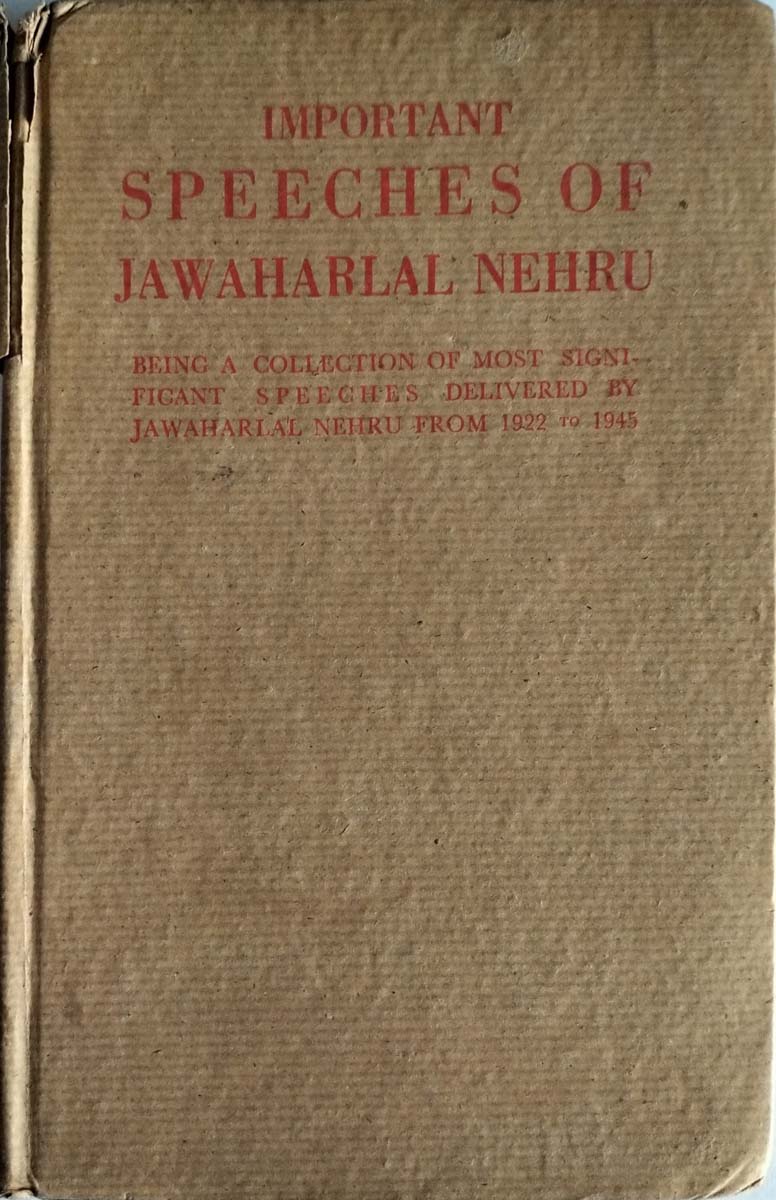 IMPORTANT
SPEECHES OF
JAWAHARLAL NEHRU
BEING A COLLECTION OF MOST SIGNI-
FICANT SPEECHES DELIVERED BY
JAWAHARLAL NEHRU FROM 1922 TO 1945